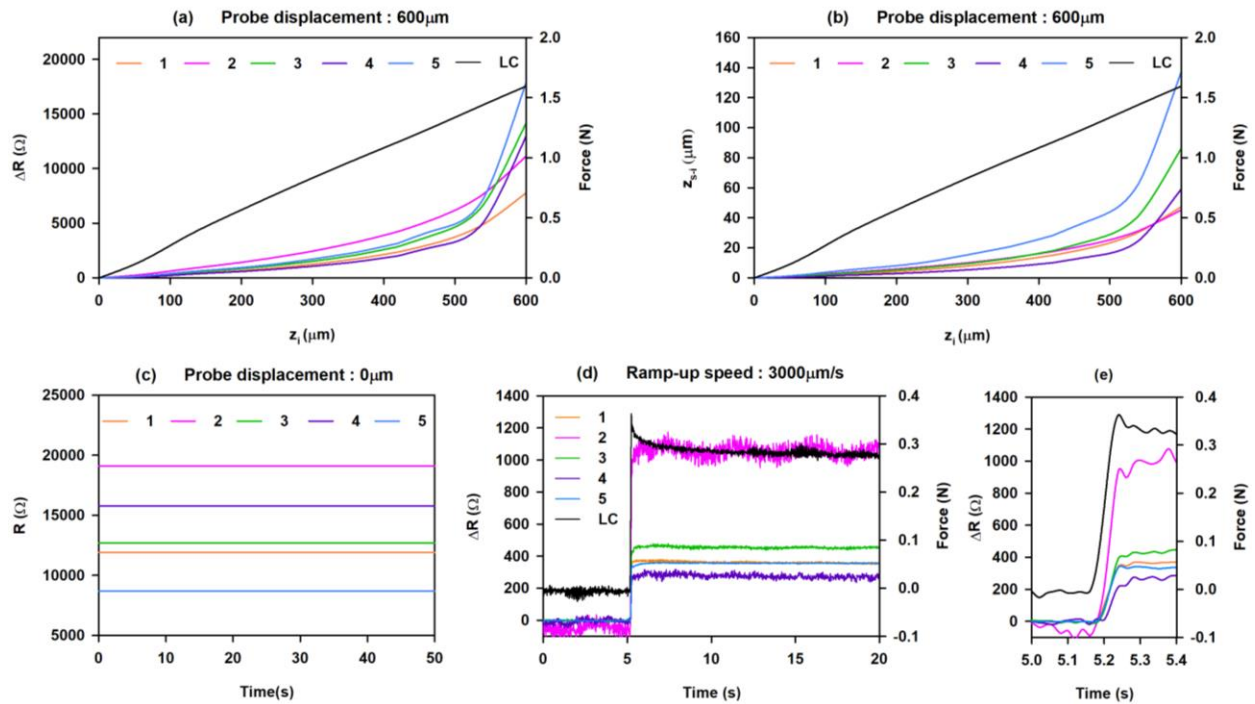 (a) Probe displacement : 600μm
22000
20000
15000
10000
5000
0
ΔR (Ω)
1 2 3 4 5 LC
2.0
1.5
1.0
0.5
0.0
Force (N)
0 100 200 300 400 500 600
zᵢ (μm)
(b) Probe displacement : 600μm
160
140
120
100
80
60
40
20
0
z_s-i (μm)
1 2 3 4 5 LC
2.0
1.5
1.0
0.5
0.0
Force (N)
0 100 200 300 400 500 600
zᵢ (μm)
(c) Probe displacement : 0μm
25000
20000
15000
10000
5000
R (Ω)
1 2 3 4 5
0 10 20 30 40 50
Time(s)
(d) Ramp-up speed : 3000μm/s
1400
1200
1000
800
600
400
200
0
ΔR (Ω)
1
2
3
4
5
LC
0.4
0.3
0.2
0.1
0.0
-0.1
Force (N)
0 5 10 15 20
Time (s)
(e)
1400
1200
1000
800
600
400
200
0
ΔR (Ω)
0.4
0.3
0.2
0.1
0.0
-0.1
Force (N)
5.0 5.1 5.2 5.3 5.4
Time (s)